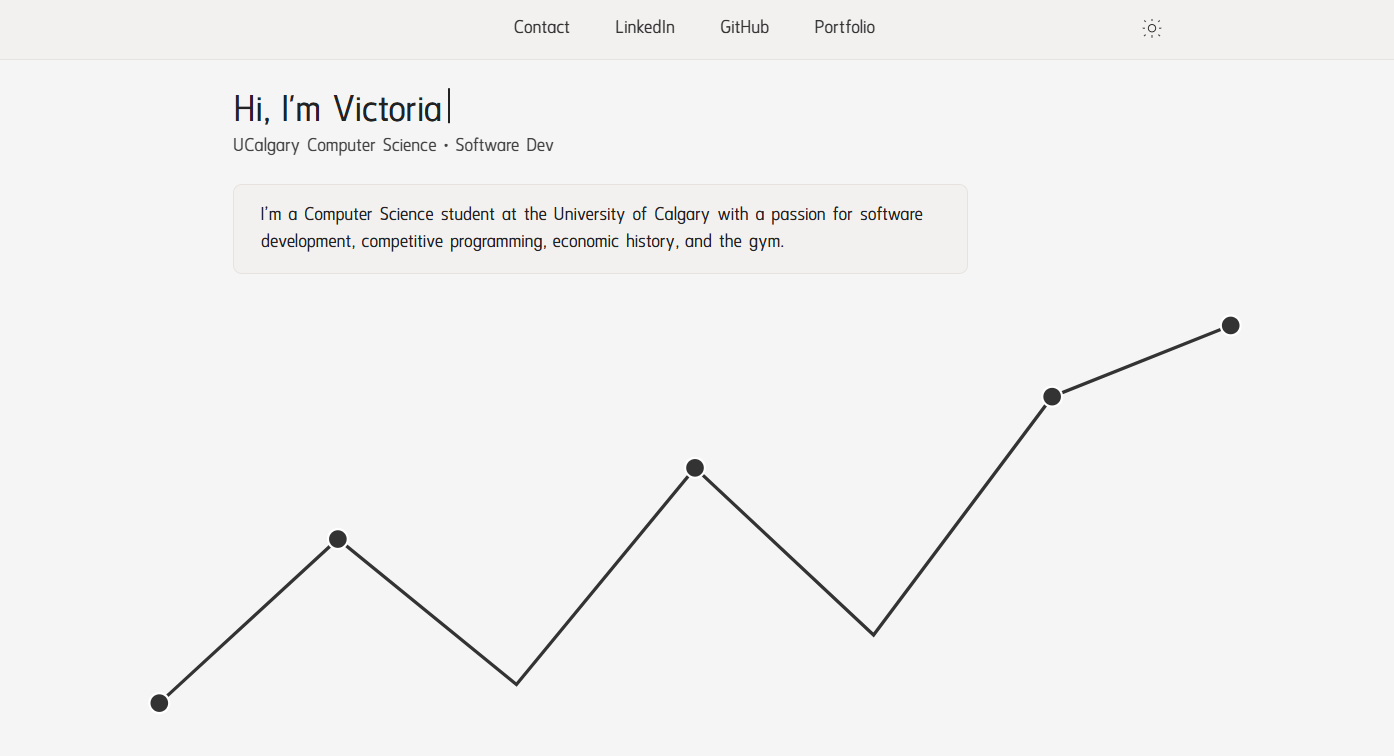 Contact LinkedIn GitHub Portfolio
Hi, I'm Victoria
UCalgary Computer Science • Software Dev
I'm a Computer Science student at the University of Calgary with a passion for software
development, competitive programming, economic history, and the gym.